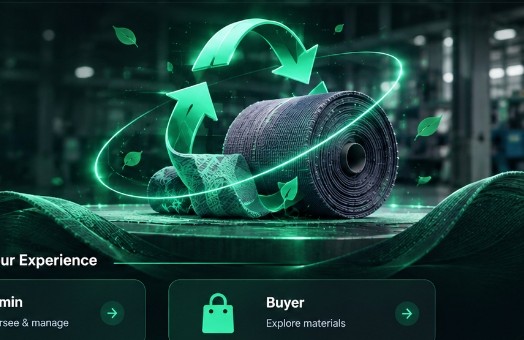 ur Experience
min
rsee & manage
Buyer
Explore materials